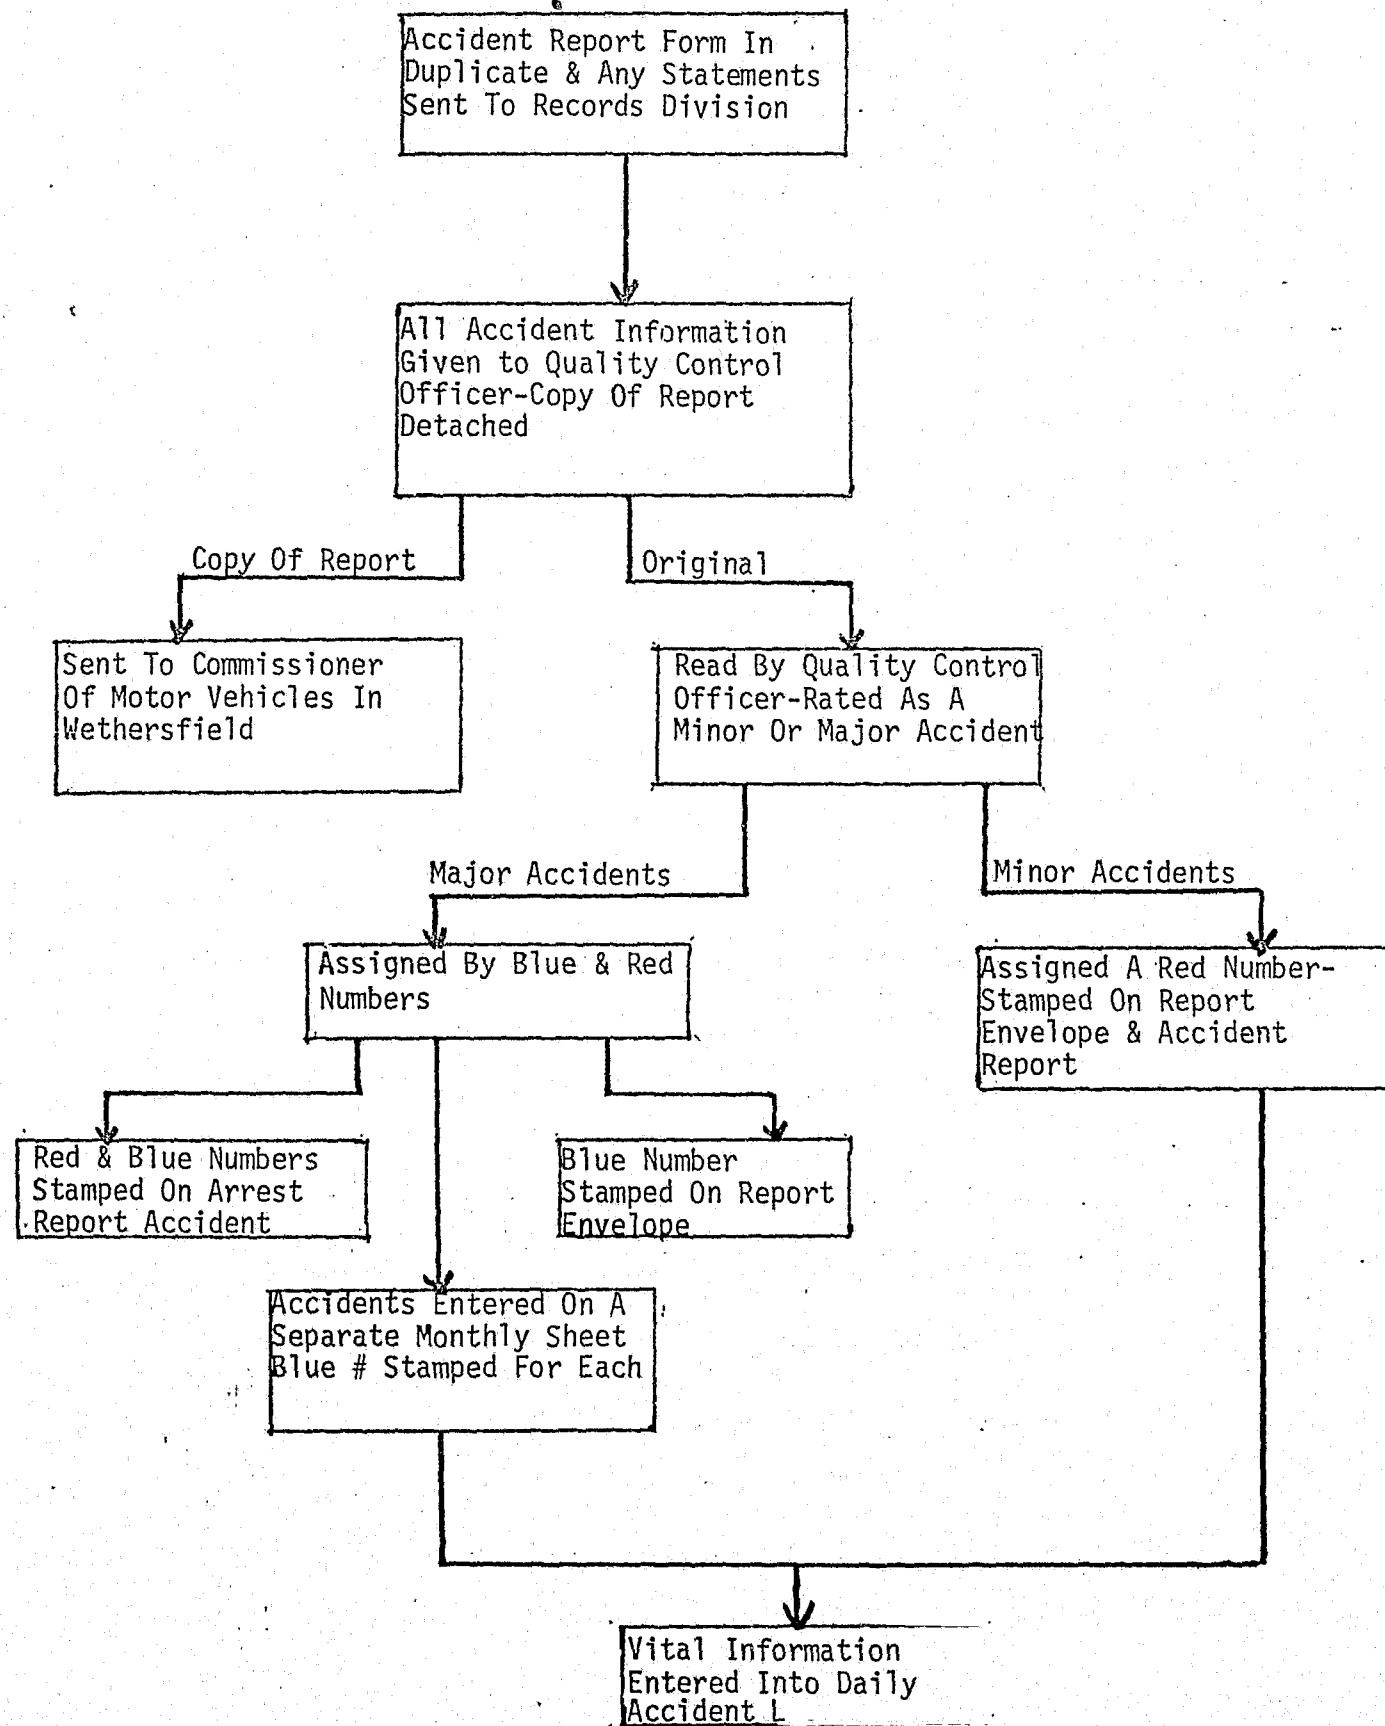 Accident Report Form In
Duplicate & Any Statements
Sent To Records Division
All Accident Information
Given to Quality Control
Officer-Copy Of Report
Detached
Copy Of Report
Original
Sent To Commissioner
Of Motor Vehicles In
Wethersfield
Read By Quality Control
Officer-Rated As A
Minor Or Major Accident
Major Accidents
Minor Accidents
Assigned By Blue & Red
Numbers
Assigned A Red Number-
Stamped On Report
Envelope & Accident
Report
Red & Blue Numbers
Stamped On Arrest
Report Accident
Blue Number
Stamped On Report
Envelope
Accidents Entered On A
Separate Monthly Sheet
Blue # Stamped For Each
Vital Information
Entered Into Daily
Accident L